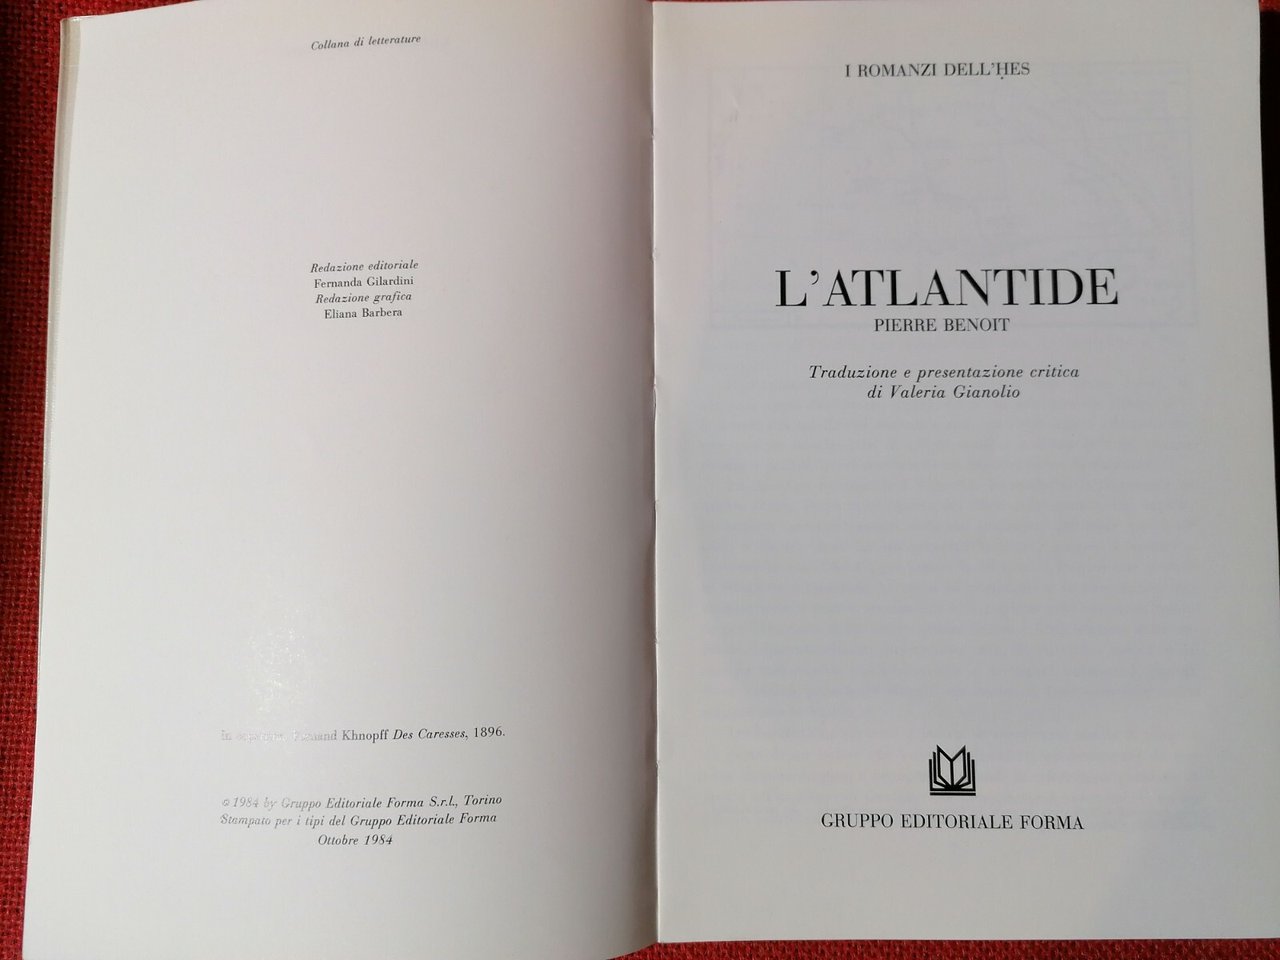 Collana di letterature
Redazione editoriale
Fernanda Gilardini
Redazione grafica
Eliana Barbera
In Khnopff Des Caresses, 1896.
© 1984 by Gruppo Editoriale Forma S.r.l., Torino
Stampato per i tipi del Gruppo Editoriale Forma
Ottobre 1984
I ROMANZI DELL'ḤES
L'ATLANTIDE
PIERRE BENOIT
Traduzione e presentazione critica
di Valeria Gianolio
GRUPPO EDITORIALE FORMA